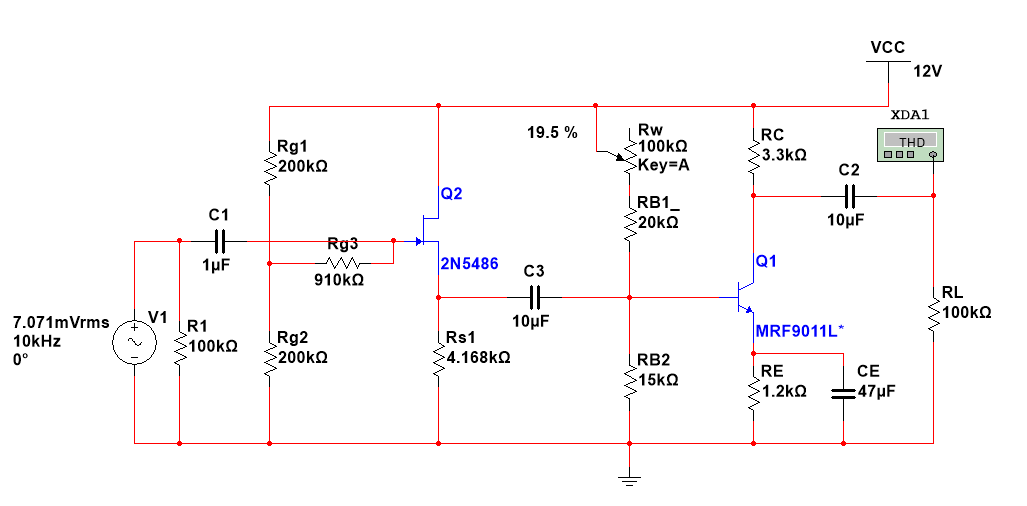 VCC
12V
XDA1
THD
Rg1
200kΩ
19.5 %
Rw
100kΩ
Key=A
RC
3.3kΩ
C2
10µF
Q2
RB1_
20kΩ
C1
1µF
Rg3
910kΩ
2N5486
C3
10µF
Q1
MRF9011L*
RL
100kΩ
V1
7.071mVrms
10kHz
0°
R1
100kΩ
Rg2
200kΩ
Rs1
4.168kΩ
RB2
15kΩ
RE
1.2kΩ
CE
47µF